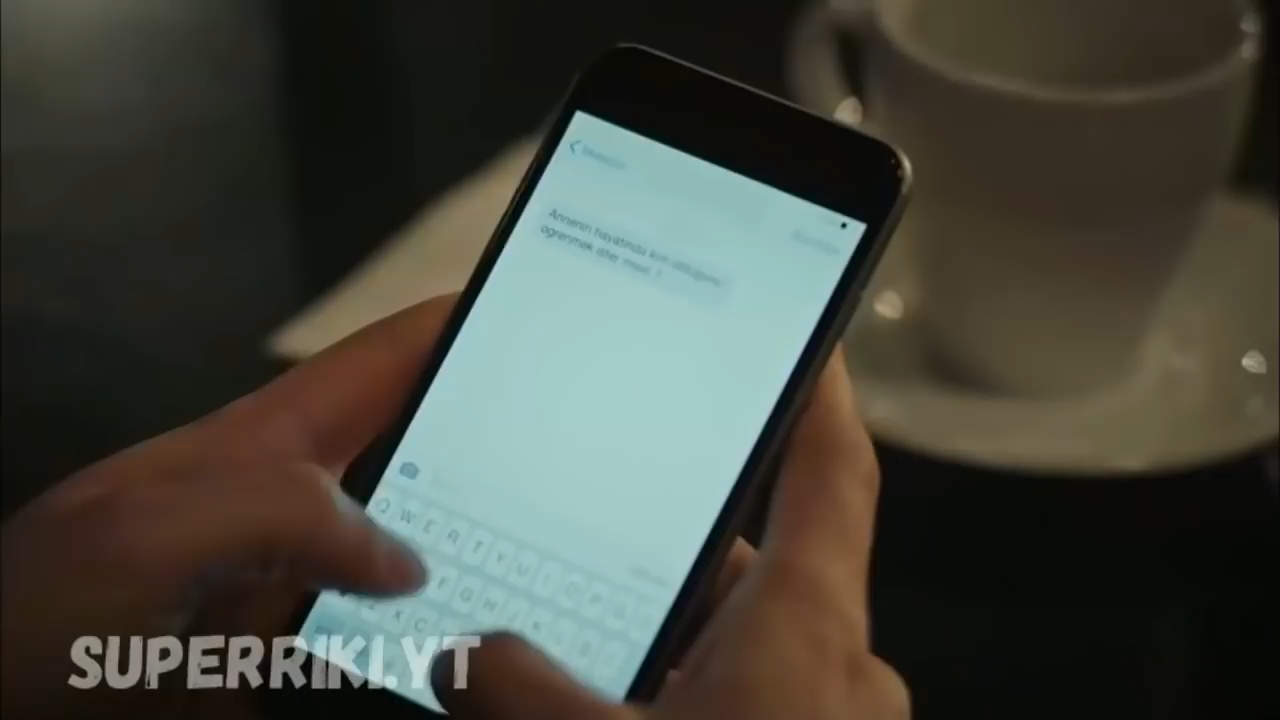 Annenin hayatında kim olduğunu
öğrenmek ister misin ?
Q W E R T Y U I O P
F G H
SUPERRIKI.YT